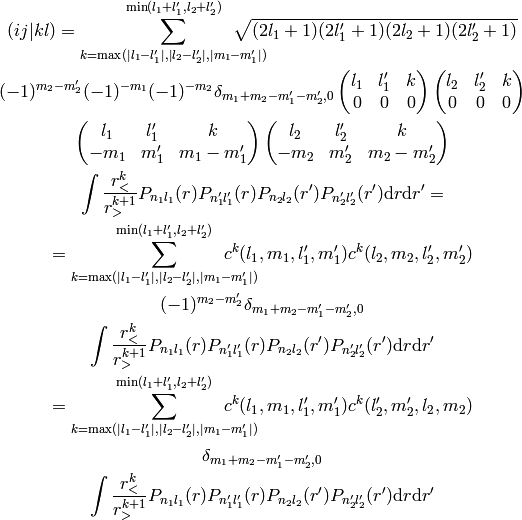 (ij|kl) = \sum_{k=\max(|l_1-l_1'|,|l_2-l_2'|,|m_1-m_1'|)}^{\min(l_1+l_1',l_2+l_2')} \sqrt{(2l_1+1)(2l_1'+1)(2l_2+1)(2l_2'+1)}
(-1)^{m_2-m_2'}(-1)^{-m_1}(-1)^{-m_2}\delta_{m_1+m_2-m_1'-m_2',0} \begin{pmatrix} l_1 & l_1' & k \\ 0 & 0 & 0 \end{pmatrix} \begin{pmatrix} l_2 & l_2' & k \\ 0 & 0 & 0 \end{pmatrix}
\begin{pmatrix} l_1 & l_1' & k \\ -m_1 & m_1' & m_1-m_1' \end{pmatrix} \begin{pmatrix} l_2 & l_2' & k \\ -m_2 & m_2' & m_2-m_2' \end{pmatrix}
\int \frac{r_<^k}{r_>^{k+1}} P_{n_1l_1}(r)P_{n_1'l_1'}(r)P_{n_2l_2}(r')P_{n_2'l_2'}(r')\mathrm{d}r\mathrm{d}r' =
= \sum_{k=\max(|l_1-l_1'|,|l_2-l_2'|,|m_1-m_1'|)}^{\min(l_1+l_1',l_2+l_2')} c^k(l_1,m_1,l_1',m_1')c^k(l_2,m_2,l_2',m_2')
(-1)^{m_2-m_2'}\delta_{m_1+m_2-m_1'-m_2',0}
\int \frac{r_<^k}{r_>^{k+1}} P_{n_1l_1}(r)P_{n_1'l_1'}(r)P_{n_2l_2}(r')P_{n_2'l_2'}(r')\mathrm{d}r\mathrm{d}r'
= \sum_{k=\max(|l_1-l_1'|,|l_2-l_2'|,|m_1-m_1'|)}^{\min(l_1+l_1',l_2+l_2')} c^k(l_1,m_1,l_1',m_1')c^k(l_2',m_2',l_2,m_2)
\delta_{m_1+m_2-m_1'-m_2',0}
\int \frac{r_<^k}{r_>^{k+1}} P_{n_1l_1}(r)P_{n_1'l_1'}(r)P_{n_2l_2}(r')P_{n_2'l_2'}(r')\mathrm{d}r\mathrm{d}r'